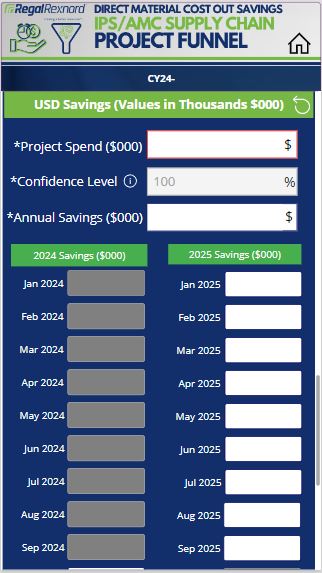 RegalRexnord
DIRECT MATERIAL COST OUT SAVINGS
IPS/AMC SUPPLY CHAIN
PROJECT FUNNEL
CY24-
USD Savings (Values in Thousands $000)
*Project Spend ($000) $
*Confidence Level 100 %
*Annual Savings ($000) $
2024 Savings ($000) 2025 Savings ($000)
Jan 2024 Jan 2025
Feb 2024 Feb 2025
Mar 2024 Mar 2025
Apr 2024 Apr 2025
May 2024 May 2025
Jun 2024 Jun 2025
Jul 2024 Jul 2025
Aug 2024 Aug 2025
Sep 2024 Sep 2025